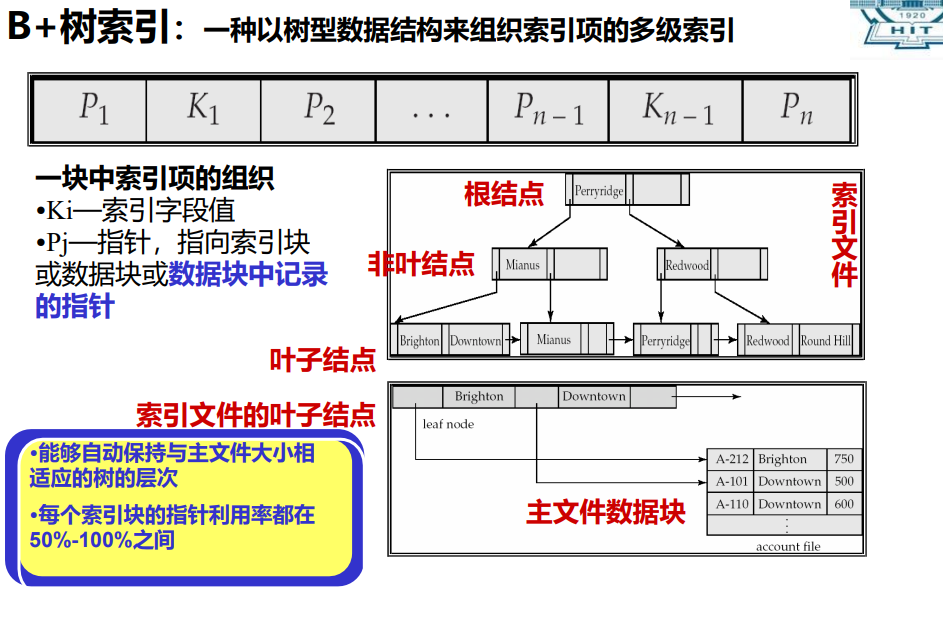 B+树索引：一种以树型数据结构来组织索引项的多级索引
1920
HIT
P1 K1 P2 ... Pn−1 Kn−1 Pn
一块中索引项的组织
•Ki—索引字段值
•Pj—指针，指向索引块
或数据块或数据块中记录
的指针
根结点
Perryridge
索引文件
非叶结点
Mianus
Redwood
Brighton Downtown
Mianus
Perryridge
Redwood Round Hill
叶子结点
索引文件的叶子结点
Brighton Downtown
leaf node
A-212 Brighton 750
A-101 Downtown 500
A-110 Downtown 600
⋮
主文件数据块
account file
•能够自动保持与主文件大小相
适应的树的层次
•每个索引块的指针利用率都在
50%-100%之间